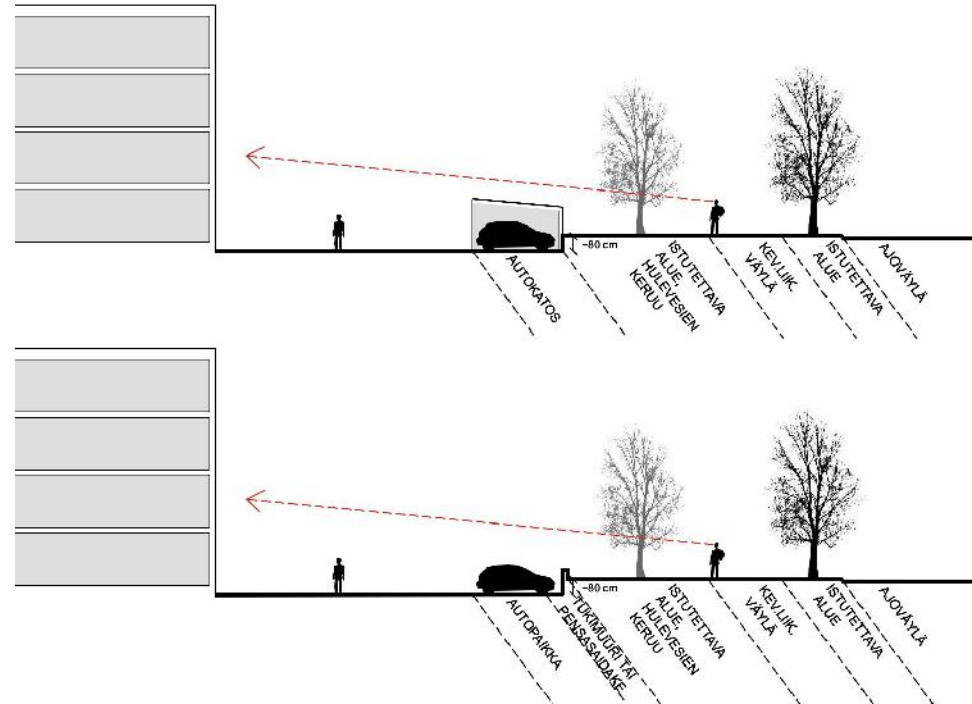 ~80 cm
AUTOKATOS
ISTUTETTAVA
ALUE,
HULEVESIEN
KERUU
KEV.LIIK.
VÄYLÄ
ISTUTETTAVA
ALUE
AJOVÄYLÄ
~80 cm
AUTOPAIKKA
TUKIMUURI TAI
PENSASAIDAKE
ISTUTETTAVA
ALUE,
HULEVESIEN
KERUU
KEV.LIIK.
VÄYLÄ
ISTUTETTAVA
ALUE
AJOVÄYLÄ